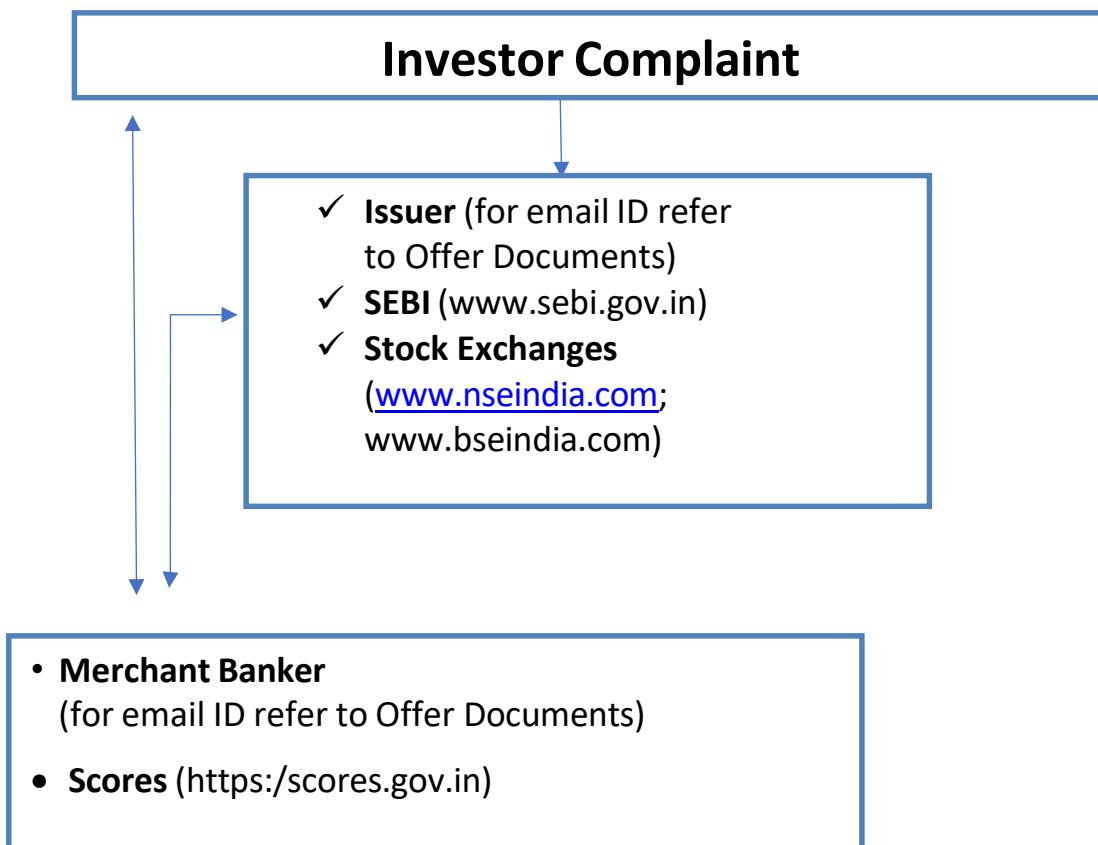 Investor Complaint
✓ Issuer (for email ID refer
to Offer Documents)
✓ SEBI (www.sebi.gov.in)
✓ Stock Exchanges
(www.nseindia.com;
www.bseindia.com)
• Merchant Banker
(for email ID refer to Offer Documents)
• Scores (https:/scores.gov.in)